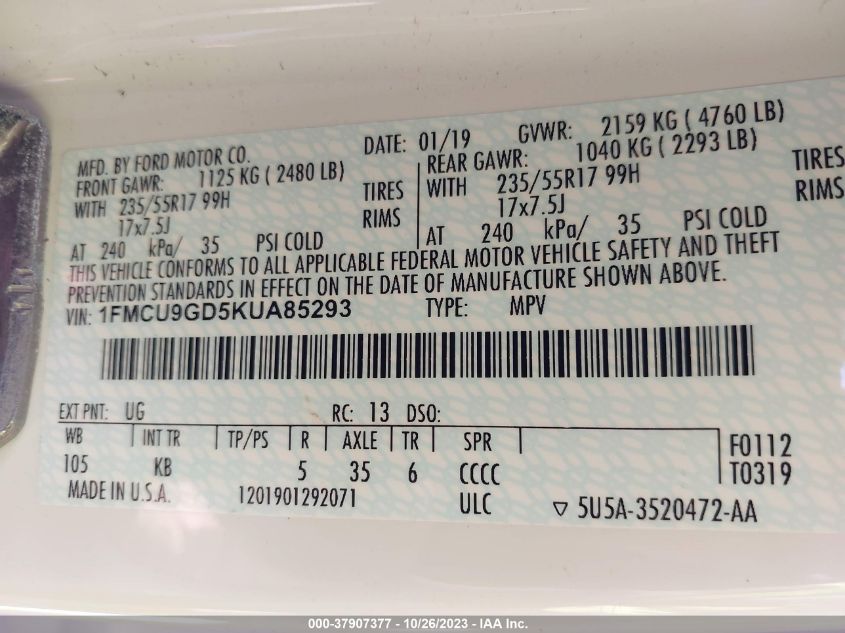 MFD. BY FORD MOTOR CO. DATE: 01/19 GVWR: 2159 KG ( 4760 LB)
FRONT GAWR: 1125 KG ( 2480 LB) REAR GAWR: 1040 KG ( 2293 LB)
WITH 235/55R17 99H TIRES WITH 235/55R17 99H TIRES
17x7.5J RIMS 17x7.5J RIMS
AT 240 kPa/ 35 PSI COLD AT 240 kPa/ 35 PSI COLD
THIS VEHICLE CONFORMS TO ALL APPLICABLE FEDERAL MOTOR VEHICLE SAFETY AND THEFT
PREVENTION STANDARDS IN EFFECT ON THE DATE OF MANUFACTURE SHOWN ABOVE.
VIN: 1FMCU9GD5KUA85293 TYPE: MPV
EXT PNT: UG RC: 13 DSO:
WB INT TR TP/PS R AXLE TR SPR F0112
105 KB 5 35 6 CCCC T0319
MADE IN U.S.A. 1201901292071 ULC 5U5A-3520472-AA
000-37907377 - 10/26/2023 - IAA Inc.